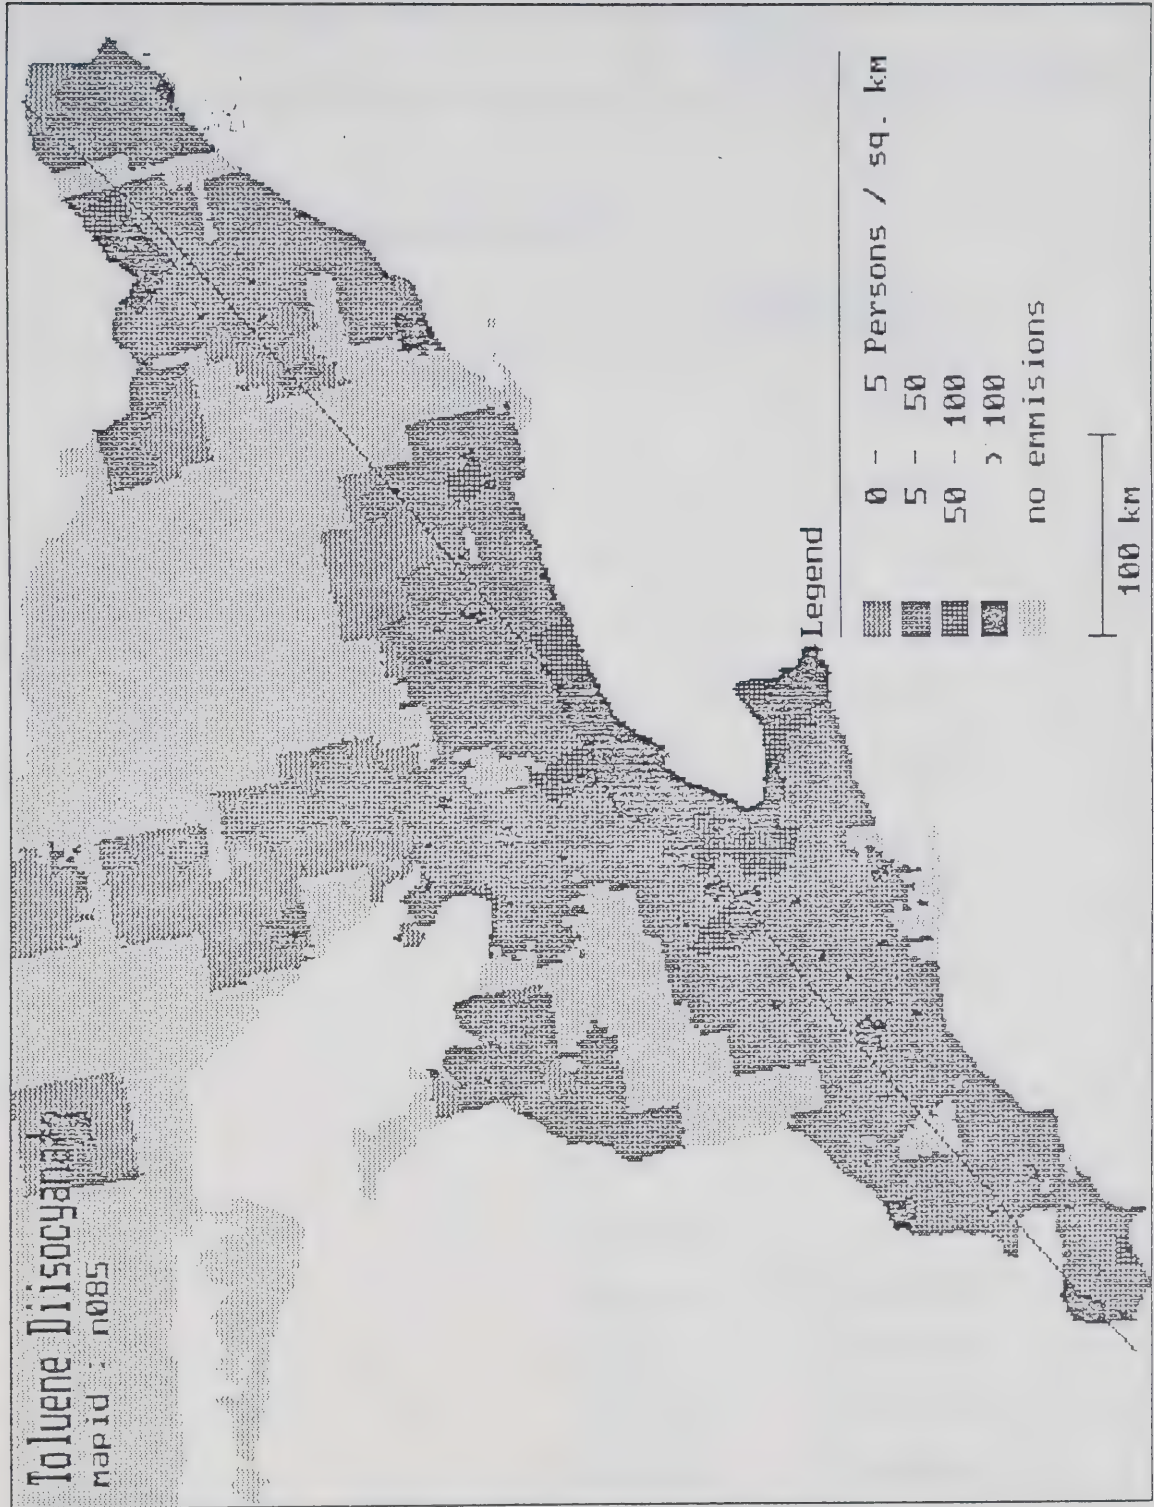 Toluene Diisocyanate
mapid : n085
Legend
0 - 5 Persons / sq. km
5 - 50
50 - 100
> 100
no emmisions
100 km